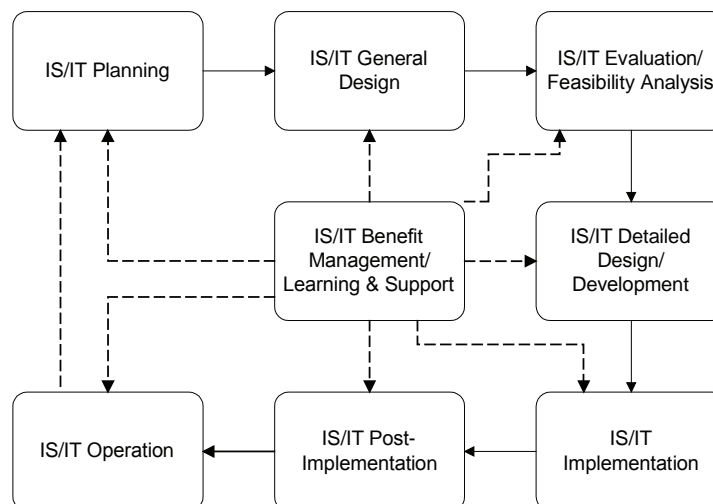 IS/IT Planning
IS/IT General
Design
IS/IT Evaluation/
Feasibility Analysis
IS/IT Benefit
Management/
Learning & Support
IS/IT Detailed
Design/
Development
IS/IT Operation
IS/IT Post-
Implementation
IS/IT
Implementation